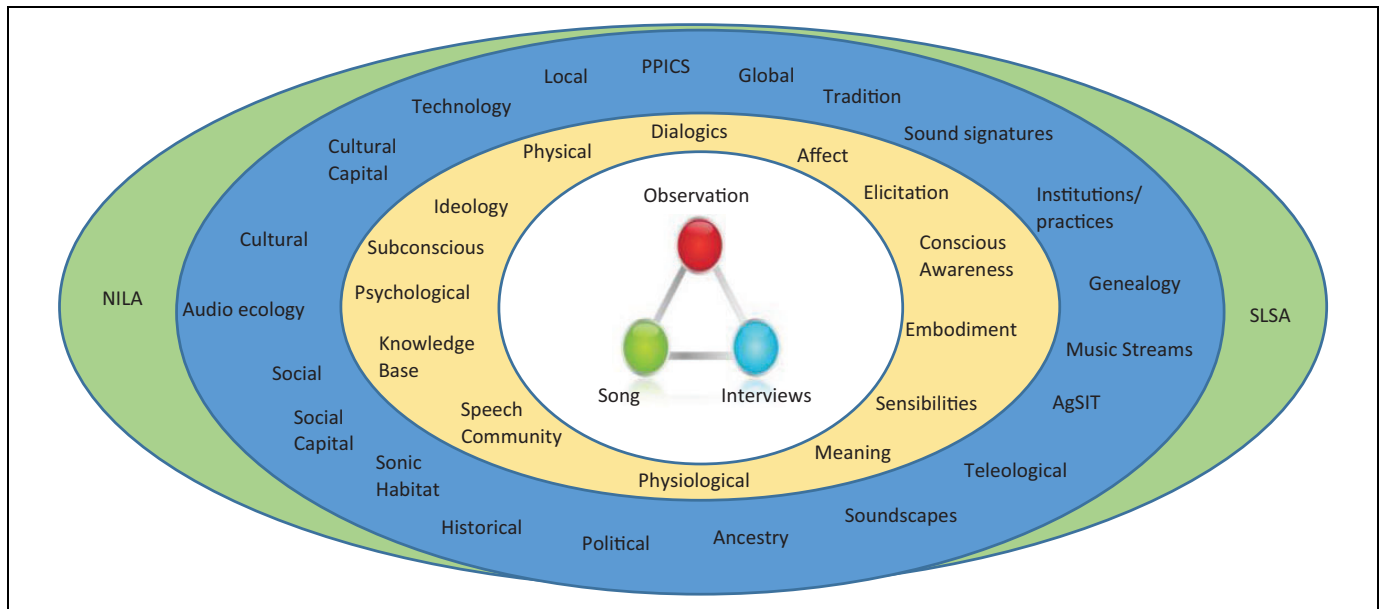 PPICS
Local
Global
Technology
Tradition
Sound signatures
Cultural
Capital
Institutions/
practices
Cultural
Genealogy
Audio ecology
Music Streams
Social
AgSIT
Social
Capital
Sonic
Habitat
Teleological
Historical
Soundscapes
Political
Ancestry
NILA
SLSA
Dialogics
Physical
Affect
Ideology
Elicitation
Subconscious
Conscious
Awareness
Psychological
Embodiment
Knowledge
Base
Sensibilities
Speech
Community
Meaning
Physiological
Observation
Song
Interviews